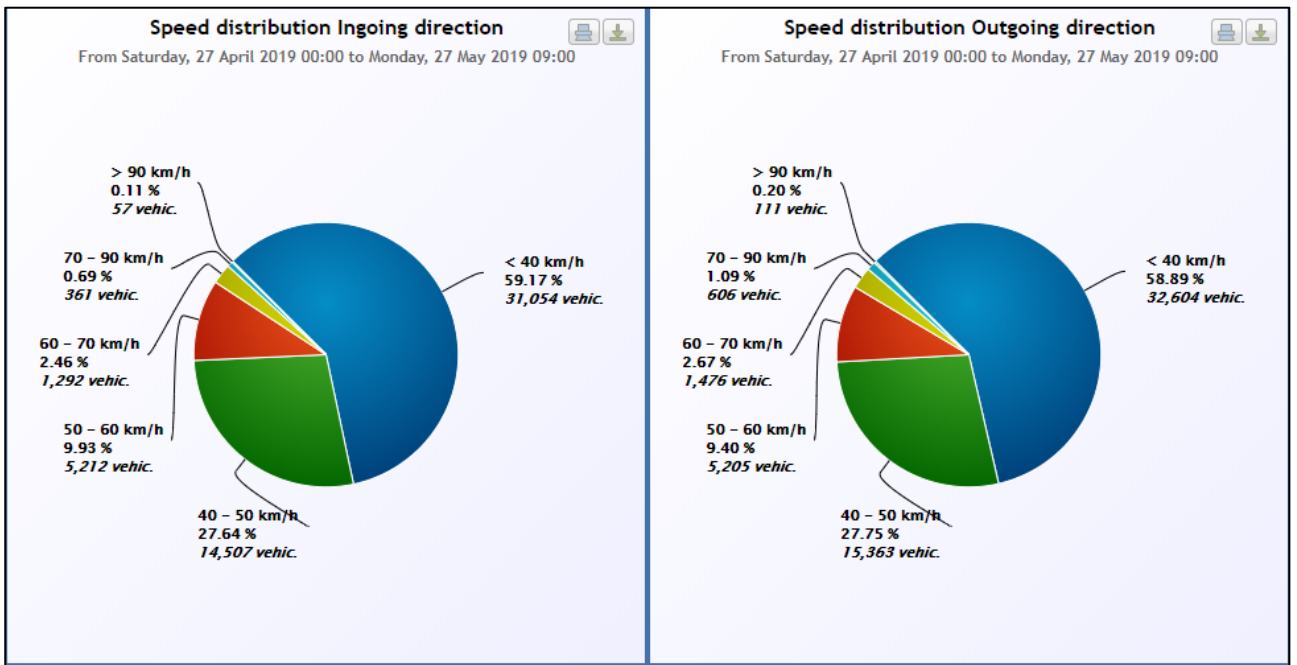 Speed distribution Ingoing direction
From Saturday, 27 April 2019 00:00 to Monday, 27 May 2019 09:00
> 90 km/h
0.11 %
57 vehic.
70 – 90 km/h
0.69 %
361 vehic.
60 – 70 km/h
2.46 %
1,292 vehic.
50 – 60 km/h
9.93 %
5,212 vehic.
40 – 50 km/h
27.64 %
14,507 vehic.
< 40 km/h
59.17 %
31,054 vehic.
Speed distribution Outgoing direction
From Saturday, 27 April 2019 00:00 to Monday, 27 May 2019 09:00
> 90 km/h
0.20 %
111 vehic.
70 – 90 km/h
1.09 %
606 vehic.
60 – 70 km/h
2.67 %
1,476 vehic.
50 – 60 km/h
9.40 %
5,205 vehic.
40 – 50 km/h
27.75 %
15,363 vehic.
< 40 km/h
58.89 %
32,604 vehic.